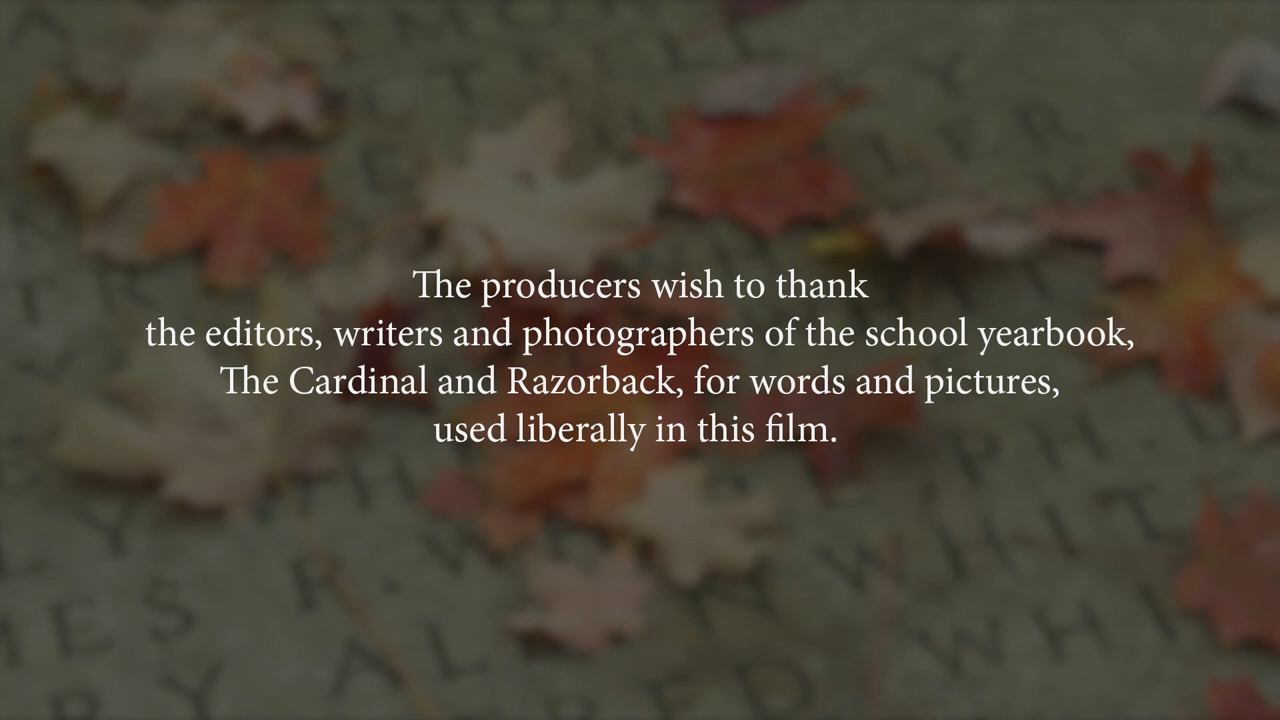 The producers wish to thank
the editors, writers and photographers of the school yearbook,
The Cardinal and Razorback, for words and pictures,
used liberally in this film.